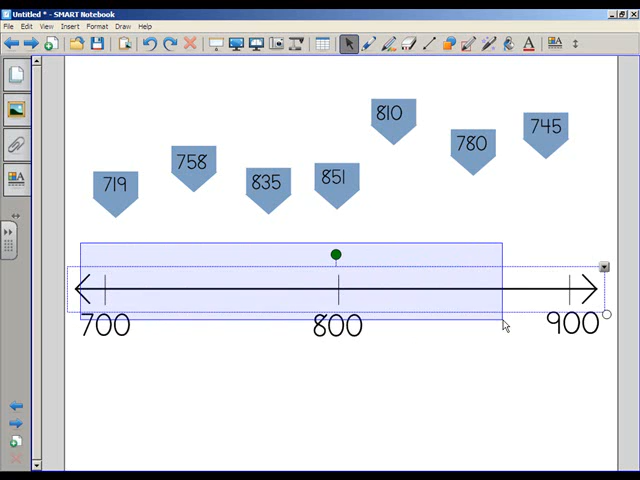 Untitled * - SMART Notebook
File Edit View Insert Format Draw Help
810
745
780
758
851
835
719
700 800 900